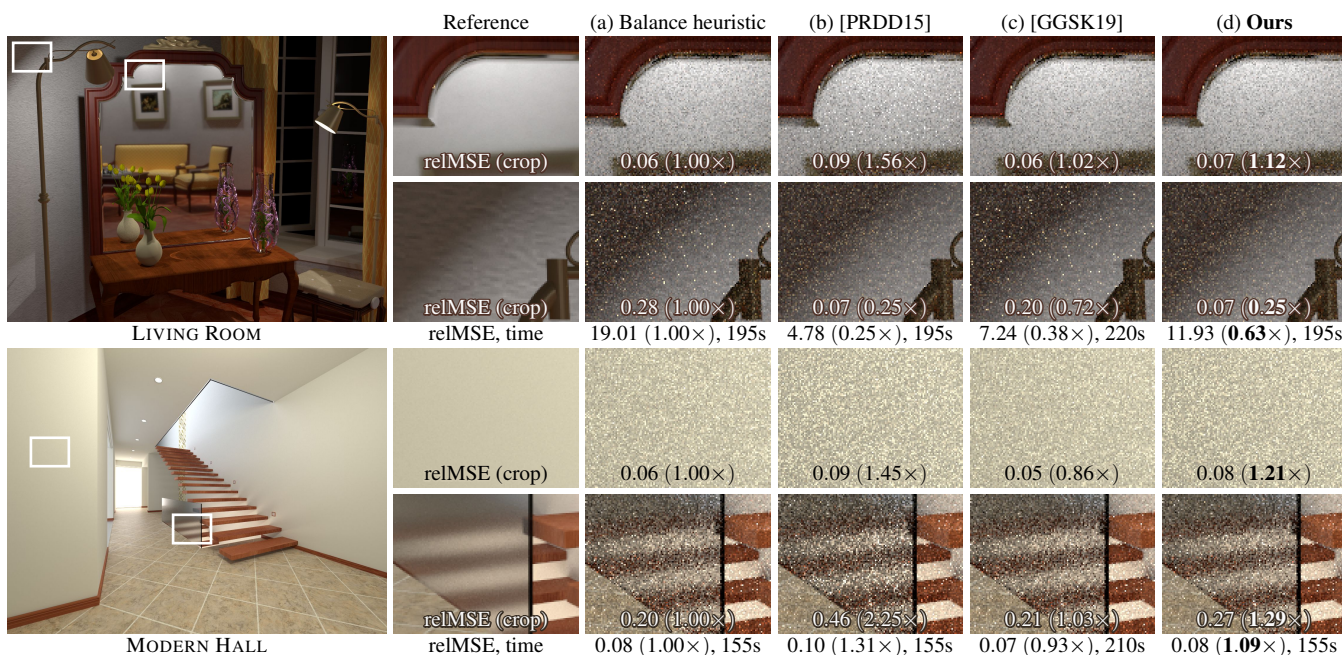 Reference (a) Balance heuristic (b) [PRDD15] (c) [GGSK19] (d) Ours
relMSE (crop) 0.06 (1.00×) 0.09 (1.56×) 0.06 (1.02×) 0.07 (1.12×)
relMSE (crop) 0.28 (1.00×) 0.07 (0.25×) 0.20 (0.72×) 0.07 (0.25×)
LIVING ROOM relMSE, time 19.01 (1.00×), 195s 4.78 (0.25×), 195s 7.24 (0.38×), 220s 11.93 (0.63×), 195s
relMSE (crop) 0.06 (1.00×) 0.09 (1.45×) 0.05 (0.86×) 0.08 (1.21×)
relMSE (crop) 0.20 (1.00×) 0.46 (2.25×) 0.21 (1.03×) 0.27 (1.29×)
MODERN HALL relMSE, time 0.08 (1.00×), 155s 0.10 (1.31×), 155s 0.07 (0.93×), 210s 0.08 (1.09×), 155s